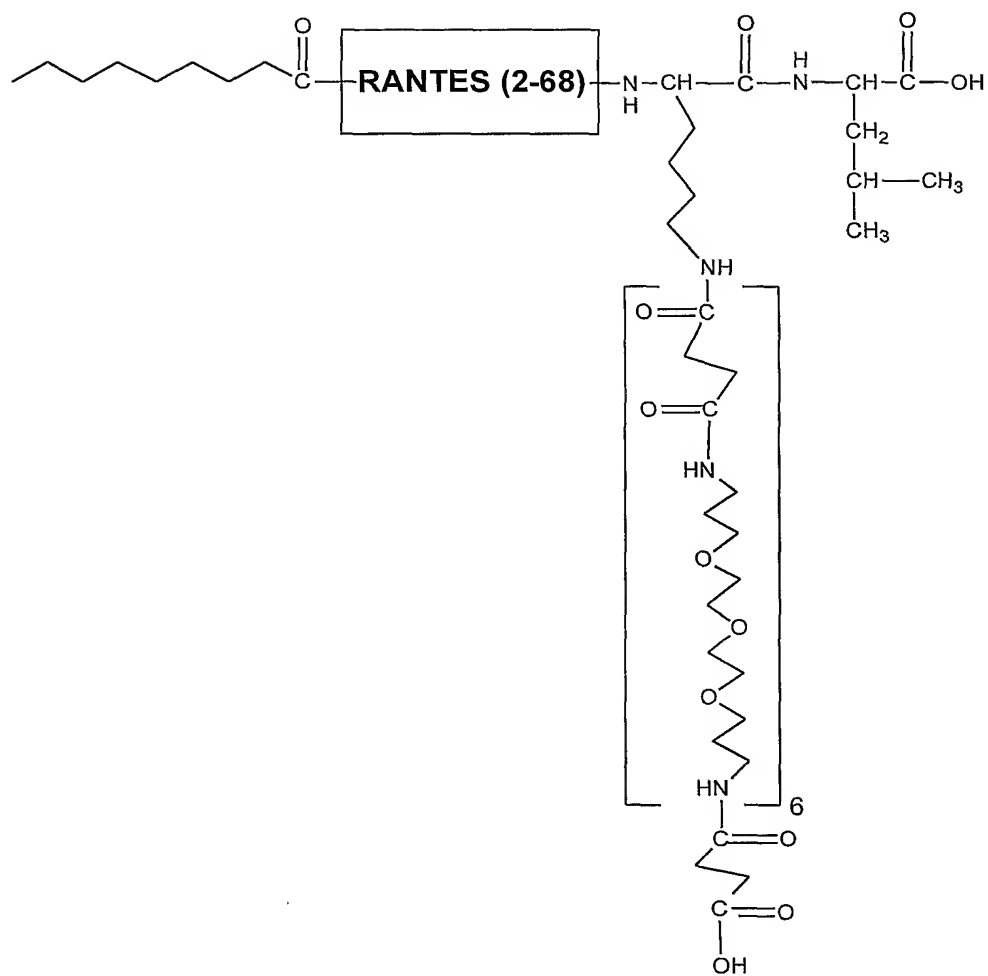 O O O
C RANTES (2-68) N CH C H N CH C OH
H CH₂
CH CH₃
CH₃
NH
O C
O C
HN
O
O
O
HN
6
C O
C O
OH